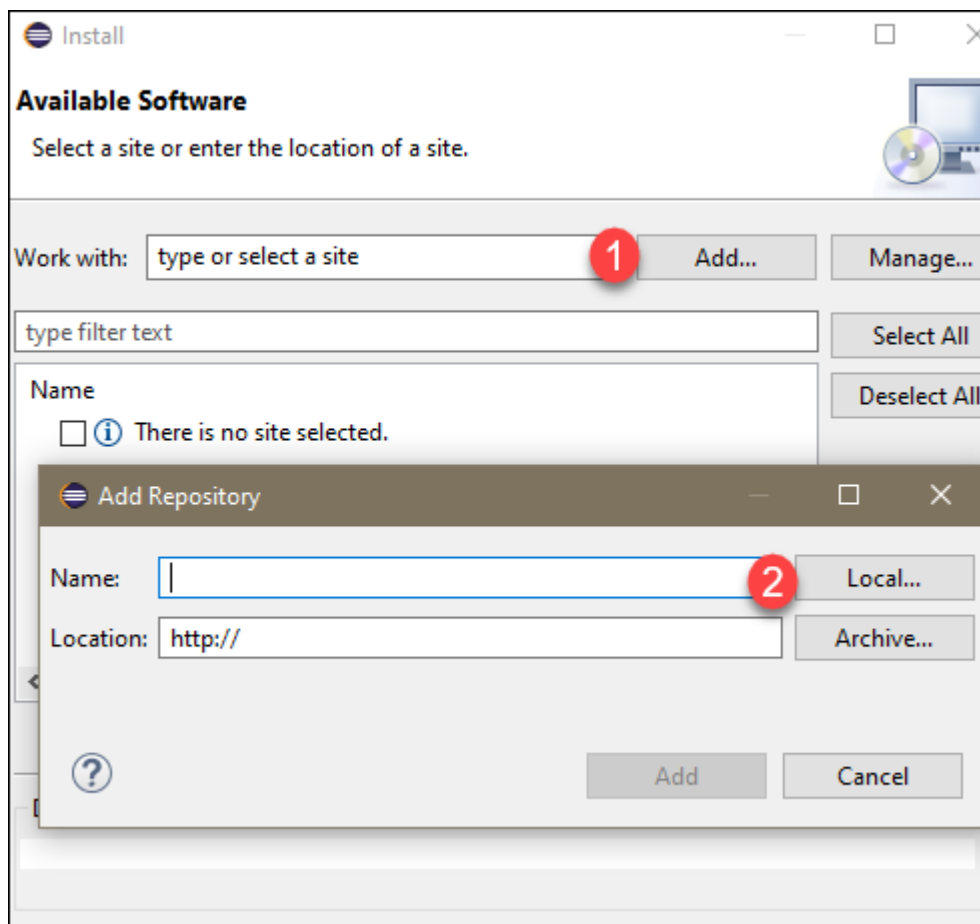 Install
Available Software
Select a site or enter the location of a site.
Work with: type or select a site 1 Add... Manage...
type filter text Select All
Name
Deselect All
There is no site selected.
Add Repository
Name: 2 Local...
Location: http:// Archive...
Add Cancel